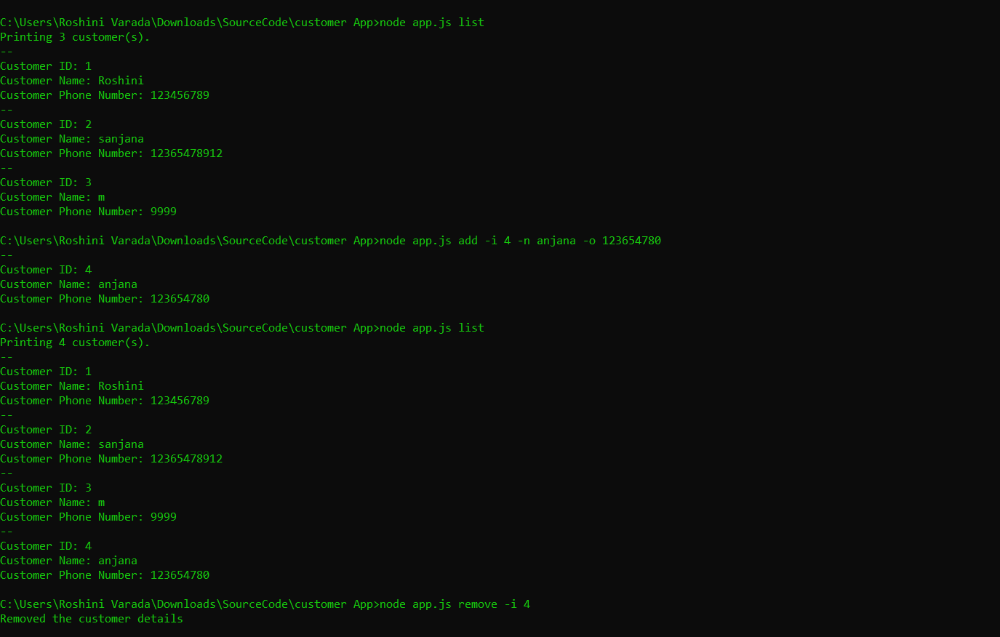 C:\Users\Roshini Varada\Downloads\SourceCode\customer App>node app.js list
Printing 3 customer(s).
--
Customer ID: 1
Customer Name: Roshini
Customer Phone Number: 123456789
--
Customer ID: 2
Customer Name: sanjana
Customer Phone Number: 12365478912
--
Customer ID: 3
Customer Name: m
Customer Phone Number: 9999
C:\Users\Roshini Varada\Downloads\SourceCode\customer App>node app.js add -i 4 -n anjana -o 123654780
--
Customer ID: 4
Customer Name: anjana
Customer Phone Number: 123654780
C:\Users\Roshini Varada\Downloads\SourceCode\customer App>node app.js list
Printing 4 customer(s).
--
Customer ID: 1
Customer Name: Roshini
Customer Phone Number: 123456789
--
Customer ID: 2
Customer Name: sanjana
Customer Phone Number: 12365478912
--
Customer ID: 3
Customer Name: m
Customer Phone Number: 9999
--
Customer ID: 4
Customer Name: anjana
Customer Phone Number: 123654780
C:\Users\Roshini Varada\Downloads\SourceCode\customer App>node app.js remove -i 4
Removed the customer details